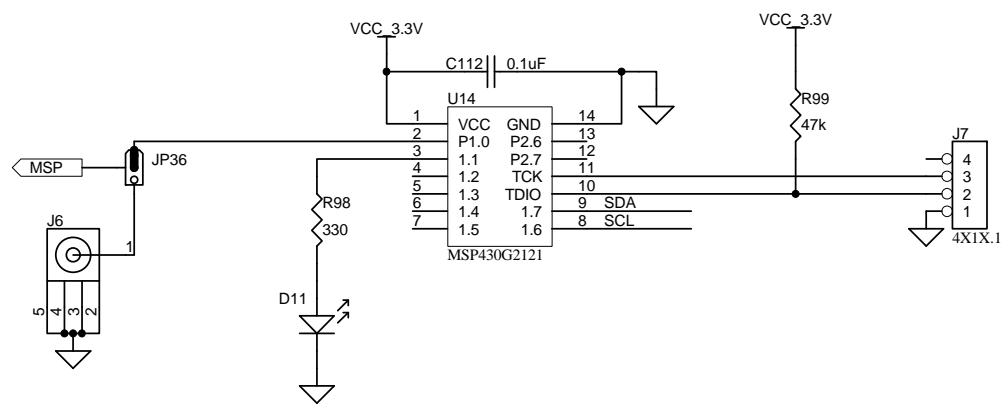 VCC_3.3V
VCC_3.3V
C112 0.1uF
U14
R99
47k
J7
1 VCC GND 14
2 P1.0 P2.6 13
3 1.1 P2.7 12
4 1.2 TCK 11
5 1.3 TDIO 10
6 1.4 1.7 9 SDA
7 1.5 1.6 8 SCL
MSP430G2121
4
3
2
1
4X1X.1
MSP
JP36
R98
330
J6
1
5
4
3
2
D11